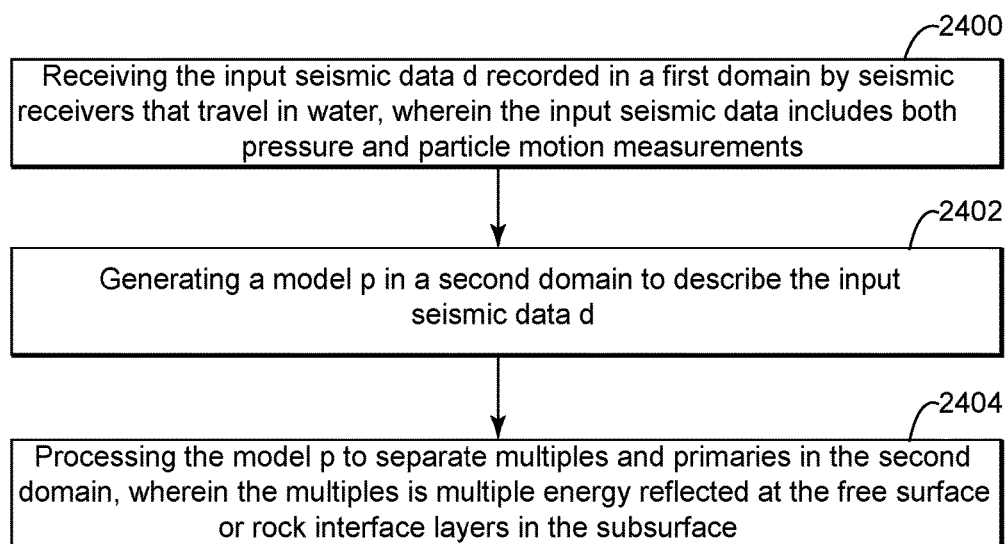 2400
Receiving the input seismic data d recorded in a first domain by seismic
receivers that travel in water, wherein the input seismic data includes both
pressure and particle motion measurements
2402
Generating a model p in a second domain to describe the input
seismic data d
2404
Processing the model p to separate multiples and primaries in the second
domain, wherein the multiples is multiple energy reflected at the free surface
or rock interface layers in the subsurface